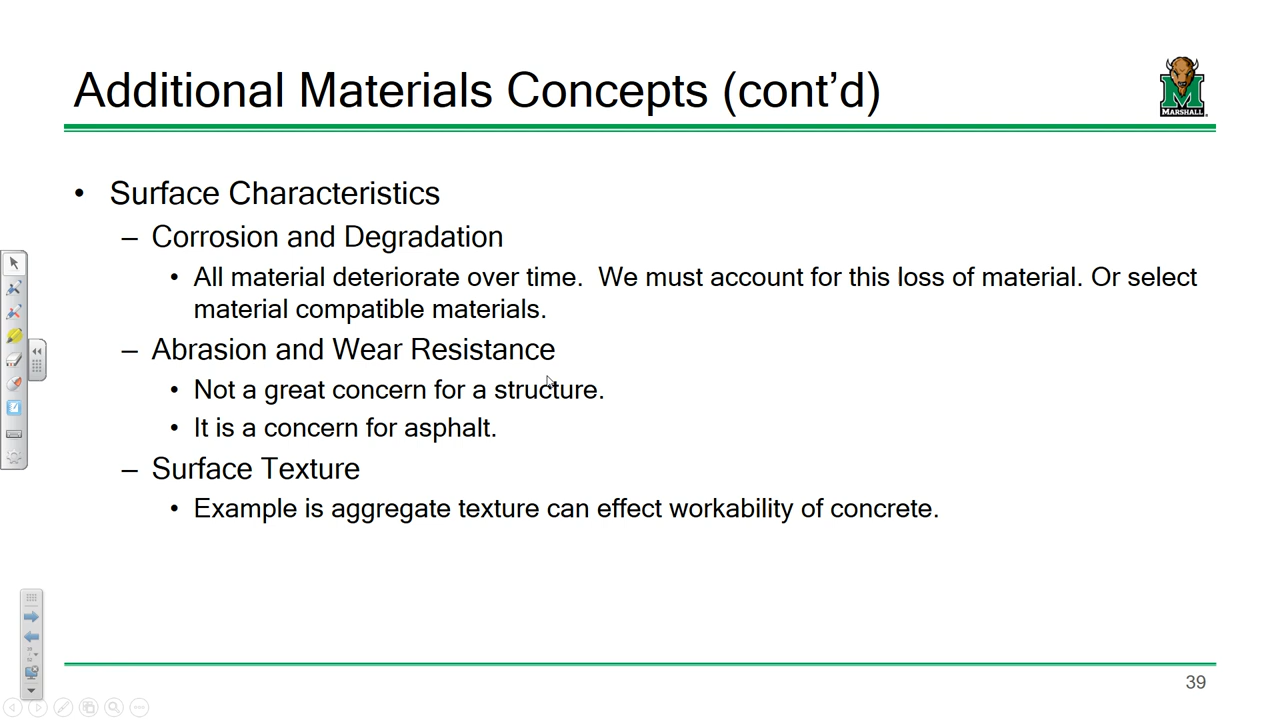 Additional Materials Concepts (cont’d)
MARSHALL
• Surface Characteristics
– Corrosion and Degradation
• All material deteriorate over time.  We must account for this loss of material. Or select
material compatible materials.
– Abrasion and Wear Resistance
• Not a great concern for a structure.
• It is a concern for asphalt.
– Surface Texture
• Example is aggregate texture can effect workability of concrete.
39